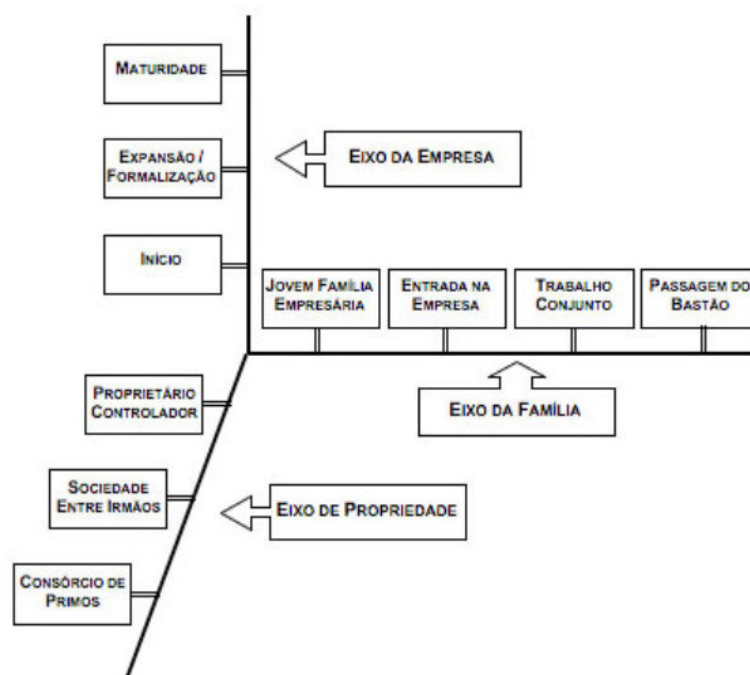 MATURIDADE
EXPANSÃO /
FORMALIZAÇÃO
EIXO DA EMPRESA
INÍCIO
JOVEM FAMÍLIA
EMPRESÁRIA
ENTRADA NA
EMPRESA
TRABALHO
CONJUNTO
PASSAGEM DO
BASTÃO
PROPRIETÁRIO
CONTROLADOR
EIXO DA FAMÍLIA
SOCIEDADE
ENTRE IRMÃOS
EIXO DE PROPRIEDADE
CONSÓRCIO DE
PRIMOS